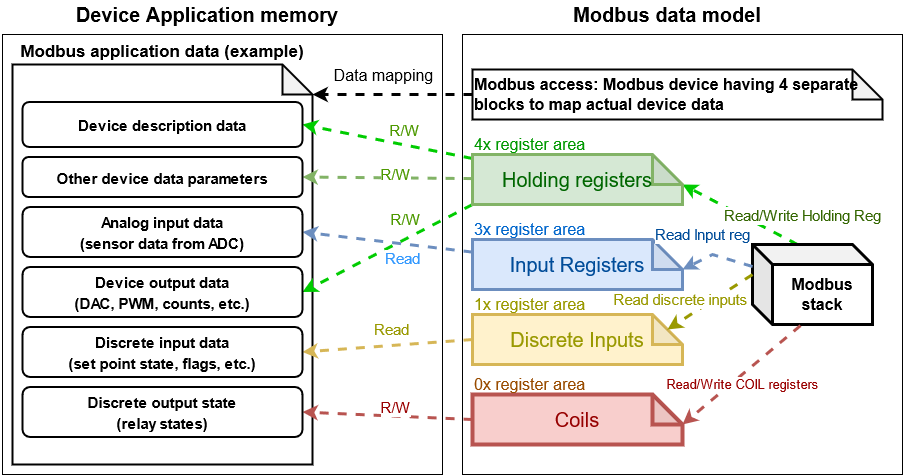 Device Application memory
Modbus data model
Modbus application data (example)
Data mapping
Modbus access: Modbus device having 4 separate
blocks to map actual device data
Device description data
R/W
4x register area
Holding registers
Other device data parameters
R/W
Read/Write Holding Reg
Analog input data
(sensor data from ADC)
R/W
Read
3x register area
Input Registers
Read Input reg
Modbus
stack
Device output data
(DAC, PWM, counts, etc.)
1x register area
Read discrete inputs
Discrete Inputs
Discrete input data
(set point state, flags, etc.)
Read
0x register area
Read/Write COIL registers
Coils
Discrete output state
(relay states)
R/W